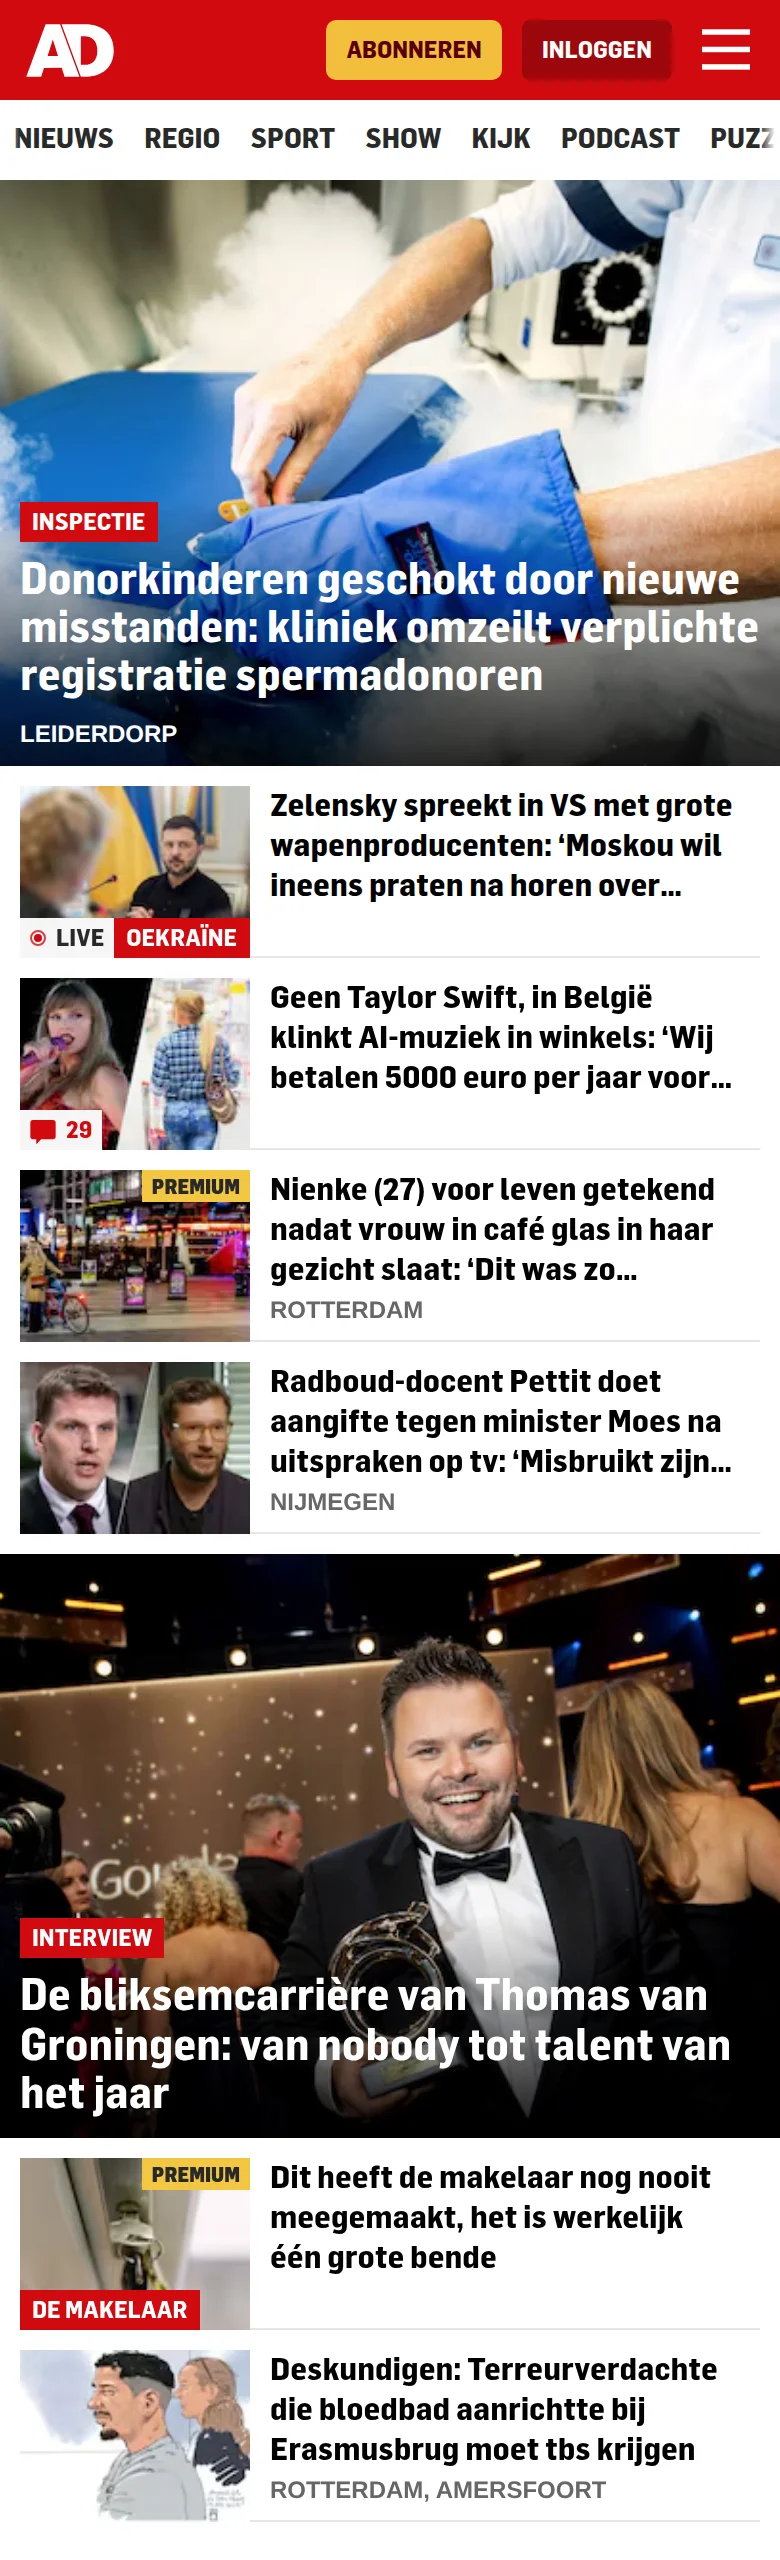 AD
ABONNEREN
INLOGGEN
NIEUWS REGIO SPORT SHOW KIJK PODCAST PUZZ
INSPECTIE
Donorkinderen geschokt door nieuwe
misstanden: kliniek omzeilt verplichte
registratie spermadonoren
LEIDERDORP
LIVE OEKRAÏNE
Zelensky spreekt in VS met grote
wapenproducenten: ‘Moskou wil
ineens praten na horen over...
29
Geen Taylor Swift, in België
klinkt AI-muziek in winkels: ‘Wij
betalen 5000 euro per jaar voor...
PREMIUM
Nienke (27) voor leven getekend
nadat vrouw in café glas in haar
gezicht slaat: ‘Dit was zo...
ROTTERDAM
Radboud-docent Pettit doet
aangifte tegen minister Moes na
uitspraken op tv: ‘Misbruikt zijn...
NIJMEGEN
INTERVIEW
De bliksemcarrière van Thomas van
Groningen: van nobody tot talent van
het jaar
PREMIUM
DE MAKELAAR
Dit heeft de makelaar nog nooit
meegemaakt, het is werkelijk
één grote bende
Deskundigen: Terreurverdachte
die bloedbad aanrichtte bij
Erasmusbrug moet tbs krijgen
ROTTERDAM, AMERSFOORT